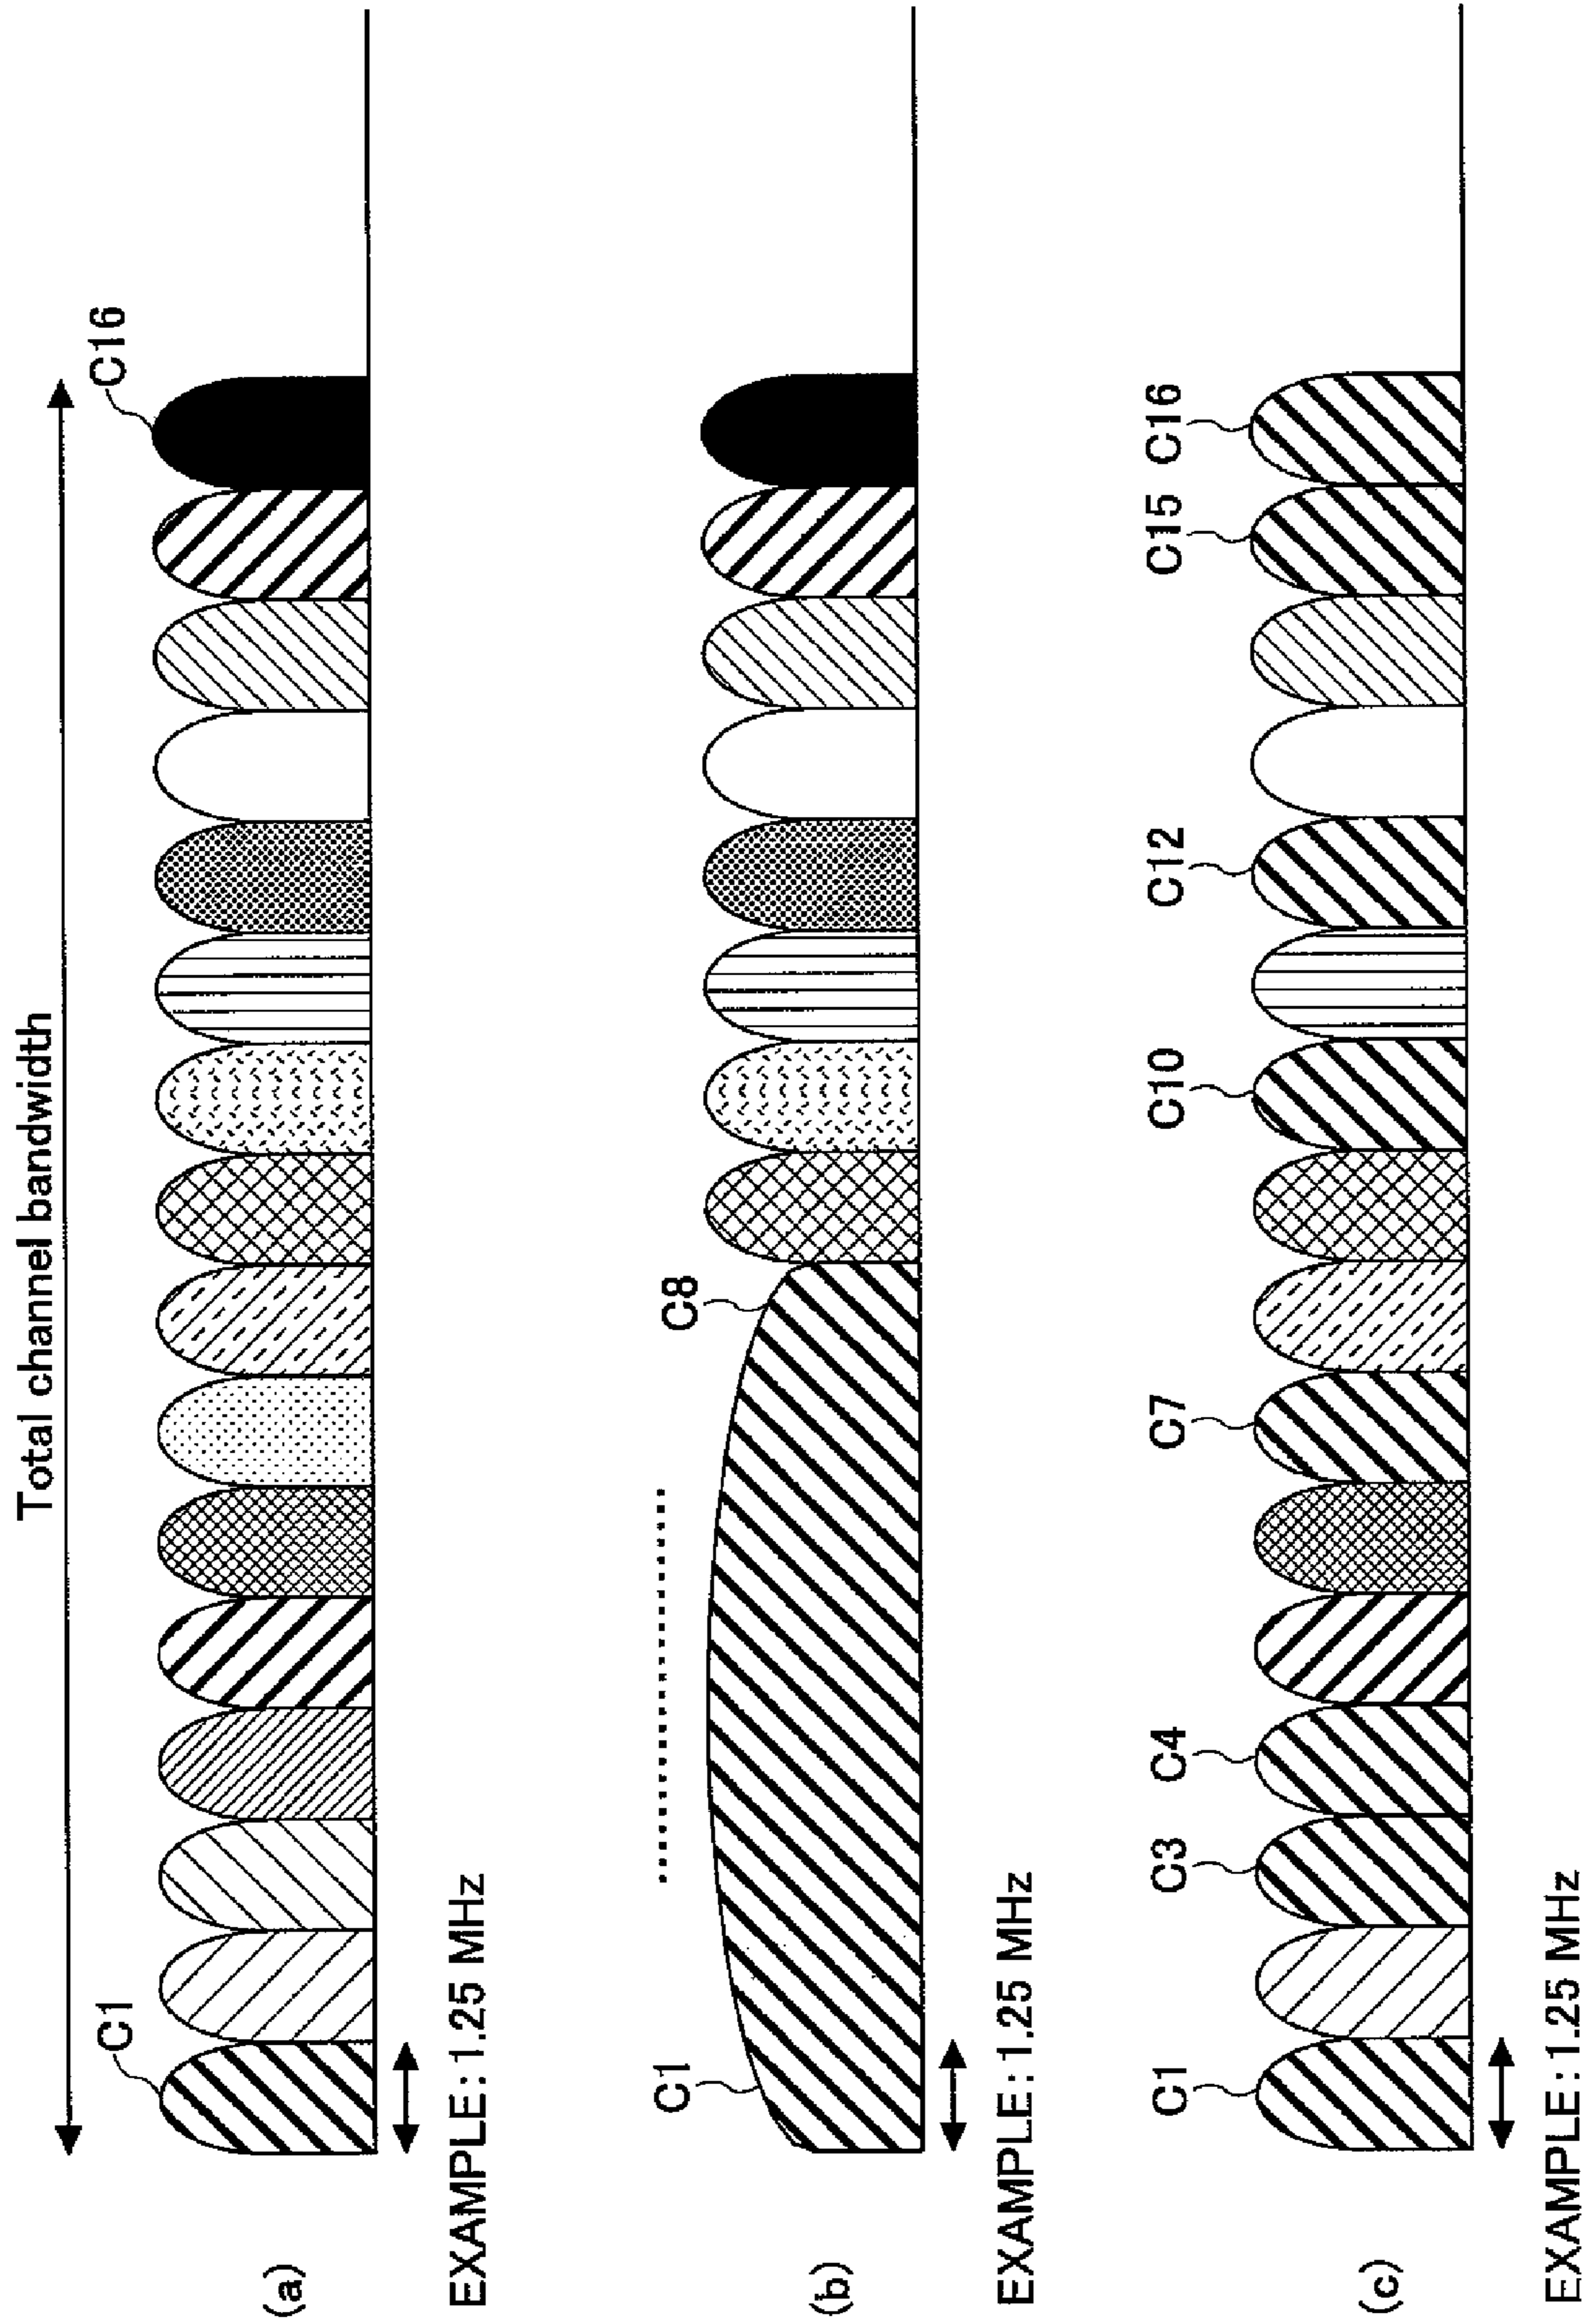 Total channel bandwidth
C1
C16
EXAMPLE : 1.25 MHz
(a)
C1
C8
EXAMPLE : 1.25 MHz
(b)
C1
C3
C4
C7
C10
C12
C15
C16
EXAMPLE : 1.25 MHz
(c)